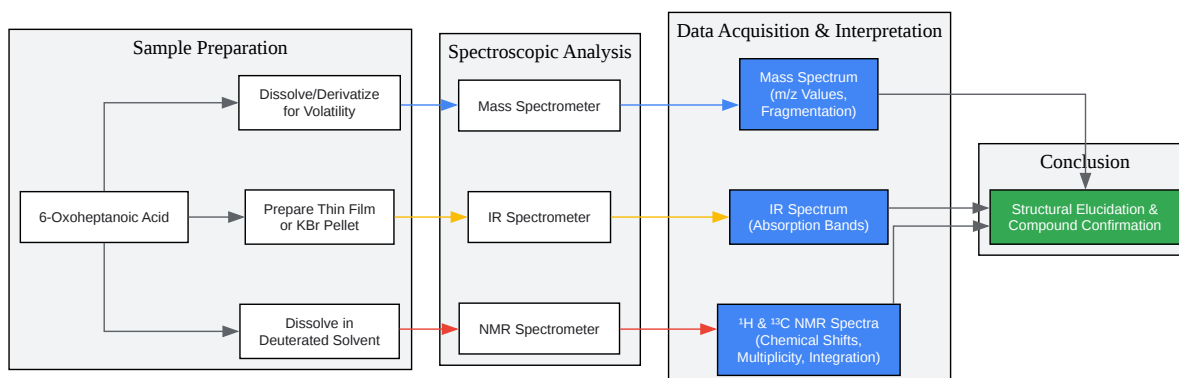 Sample Preparation
Spectroscopic Analysis
Data Acquisition & Interpretation
Conclusion
Dissolve/Derivatize
for Volatility
Mass Spectrometer
Mass Spectrum
(m/z Values,
Fragmentation)
6-Oxoheptanoic Acid
Prepare Thin Film
or KBr Pellet
IR Spectrometer
IR Spectrum
(Absorption Bands)
Structural Elucidation &
Compound Confirmation
Dissolve in
Deuterated Solvent
NMR Spectrometer
¹H & ¹³C NMR Spectra
(Chemical Shifts,
Multiplicity, Integration)